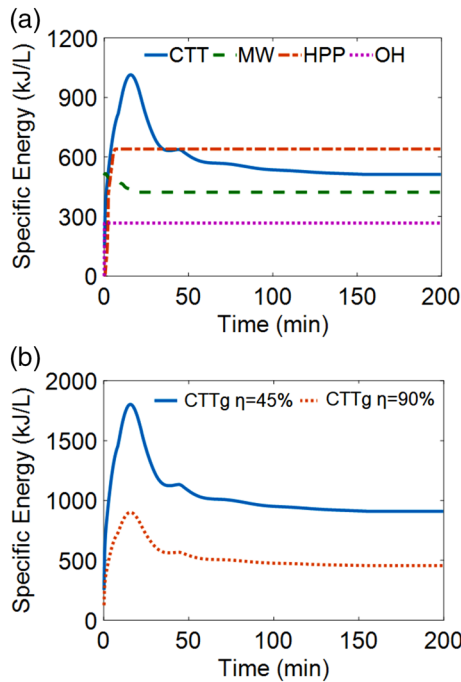 (a)
1200
900
600
300
0
Specific Energy (kJ/L)
CTT MW HPP OH
0 50 100 150 200
Time (min)
(b)
2000
1500
1000
500
0
Specific Energy (kJ/L)
CTTg η=45% CTTg η=90%
0 50 100 150 200
Time (min)